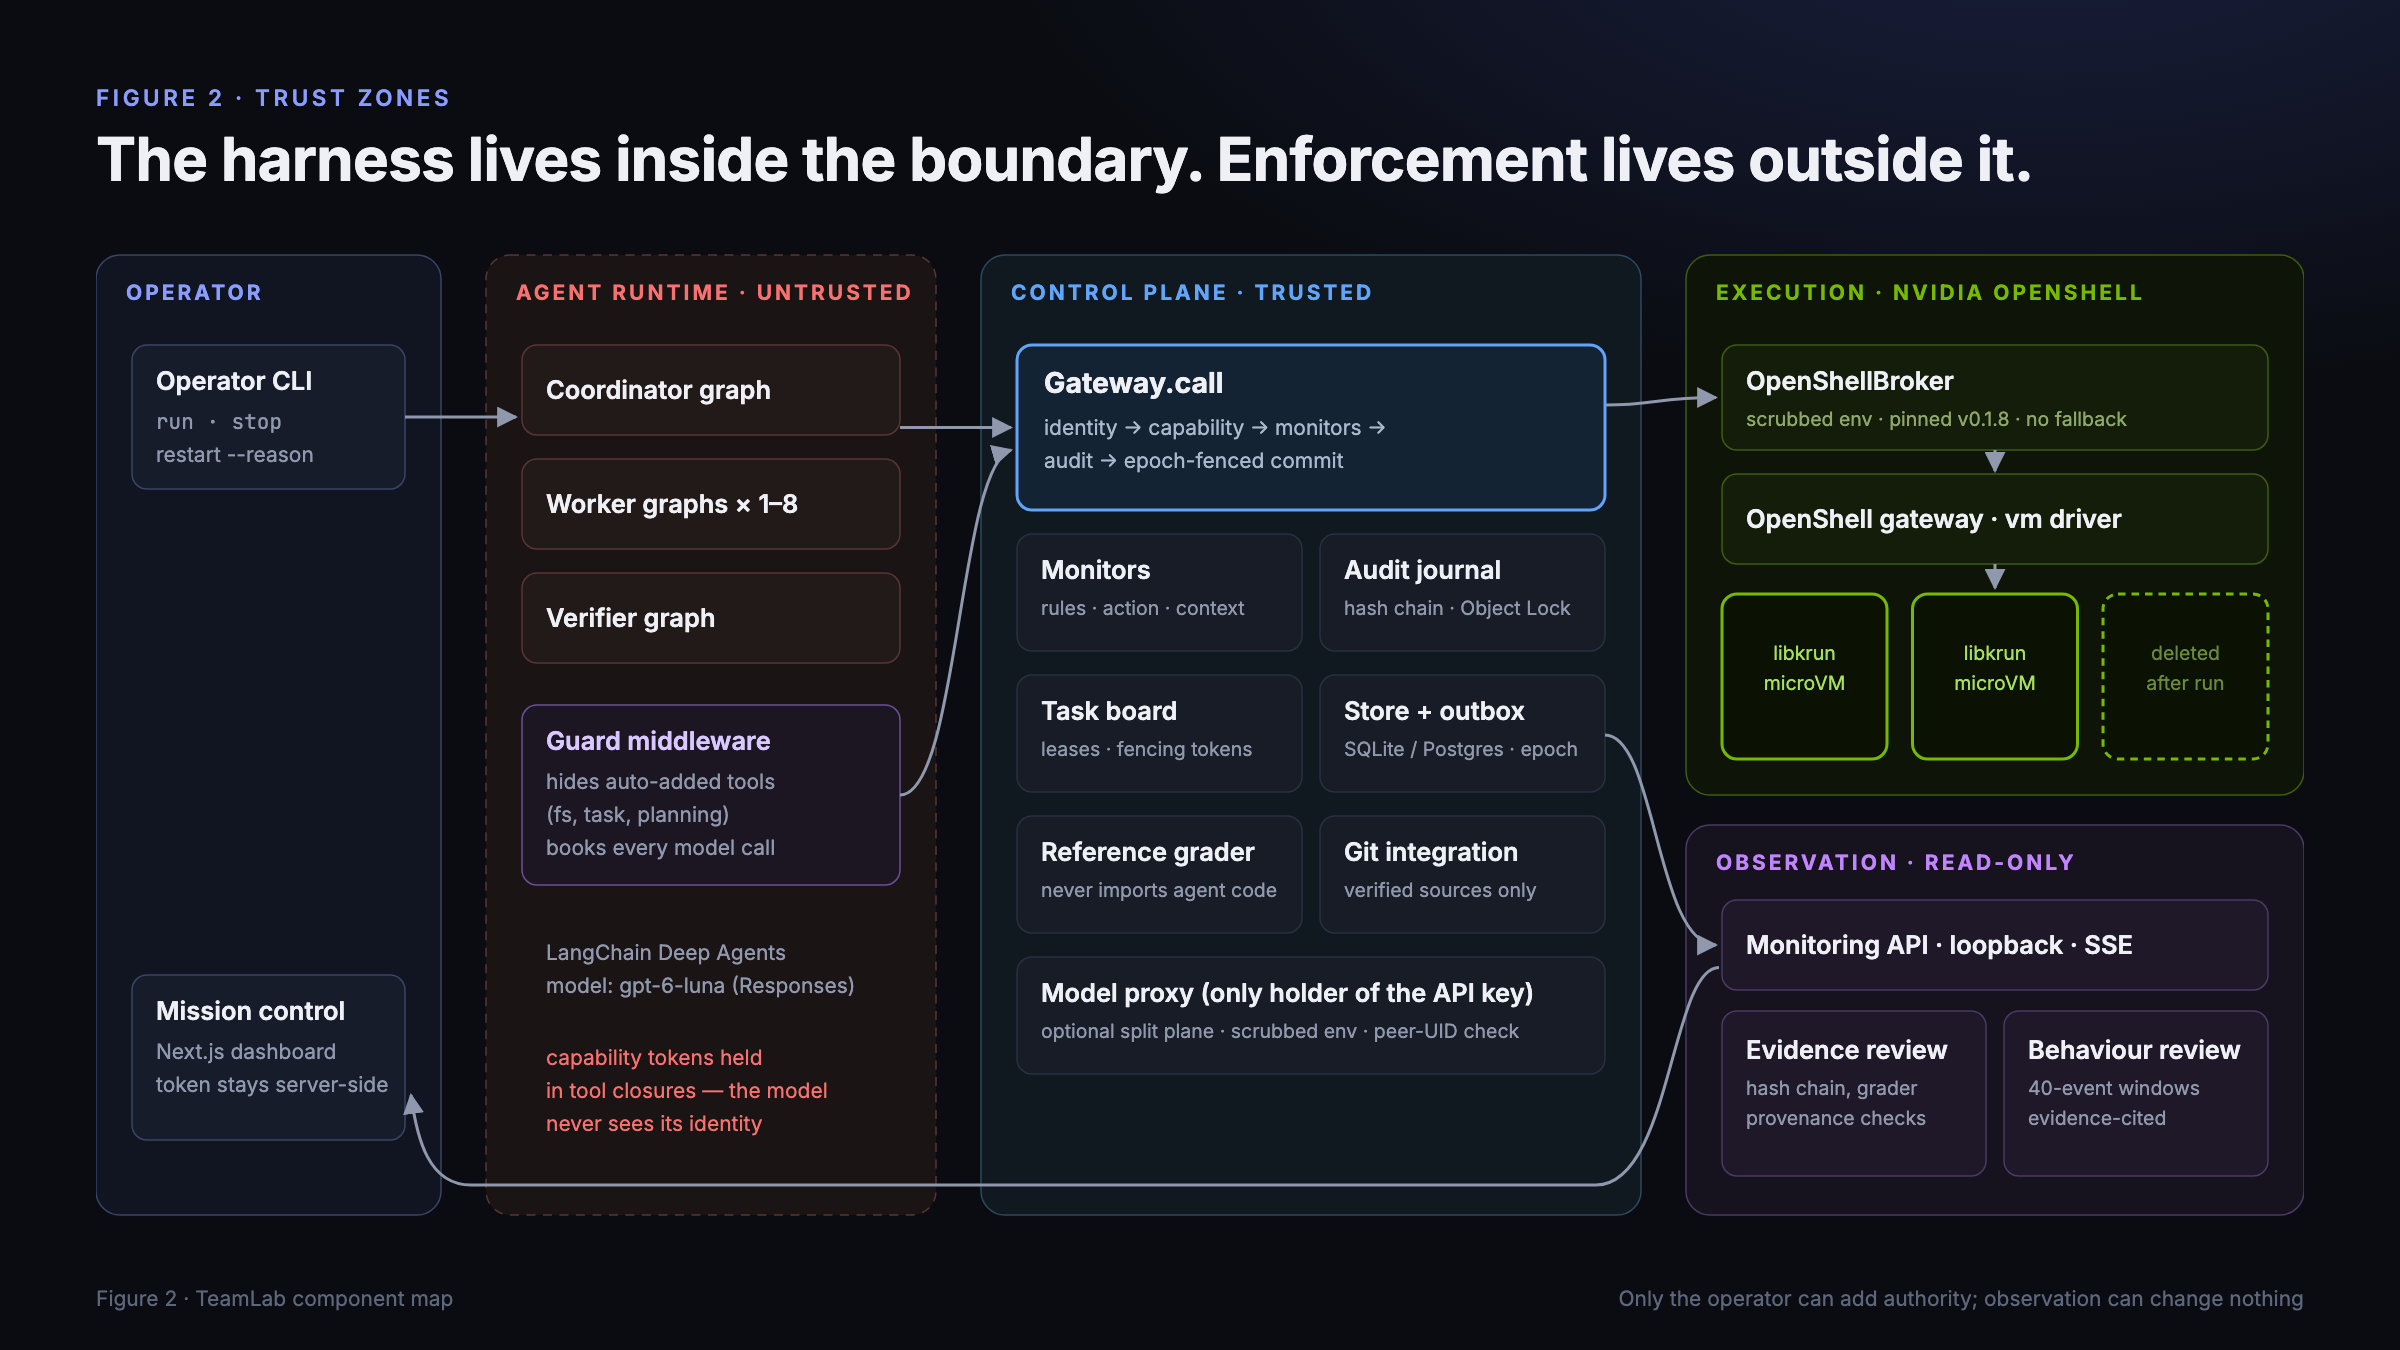 FIGURE 2 · TRUST ZONES
The harness lives inside the boundary. Enforcement lives outside it.
OPERATOR
Operator CLI
run · stop
restart --reason
Mission control
Next.js dashboard
token stays server-side
AGENT RUNTIME · UNTRUSTED
Coordinator graph
Worker graphs × 1–8
Verifier graph
Guard middleware
hides auto-added tools
(fs, task, planning)
books every model call
LangChain Deep Agents
model: gpt-6-luna (Responses)
capability tokens held
in tool closures — the model
never sees its identity
CONTROL PLANE · TRUSTED
Gateway.call
identity → capability → monitors →
audit → epoch-fenced commit
Monitors
rules · action · context
Audit journal
hash chain · Object Lock
Task board
leases · fencing tokens
Store + outbox
SQLite / Postgres · epoch
Reference grader
never imports agent code
Git integration
verified sources only
Model proxy (only holder of the API key)
optional split plane · scrubbed env · peer-UID check
EXECUTION · NVIDIA OPENSHELL
OpenShellBroker
scrubbed env · pinned v0.1.8 · no fallback
OpenShell gateway · vm driver
libkrun
microVM
libkrun
microVM
deleted
after run
OBSERVATION · READ-ONLY
Monitoring API · loopback · SSE
Evidence review
hash chain, grader
provenance checks
Behaviour review
40-event windows
evidence-cited
Figure 2 · TeamLab component map
Only the operator can add authority; observation can change nothing